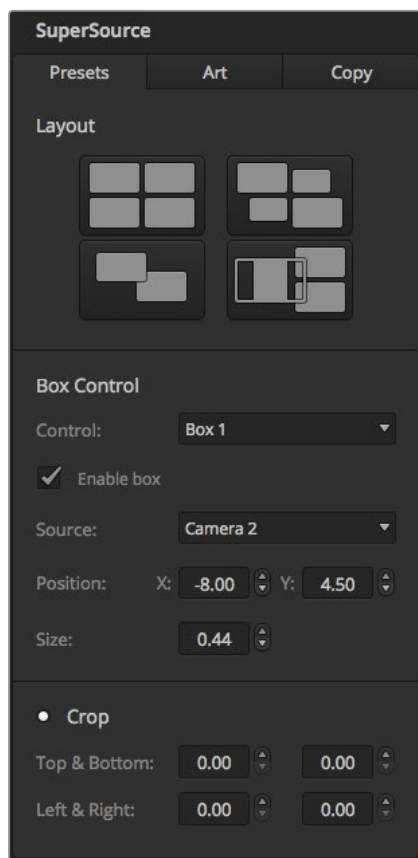 SuperSource
Presets Art Copy
Layout
Box Control
Control: Box 1
Enable box
Source: Camera 2
Position: X: -8.00 Y: 4.50
Size: 0.44
Crop
Top & Bottom: 0.00 0.00
Left & Right: 0.00 0.00